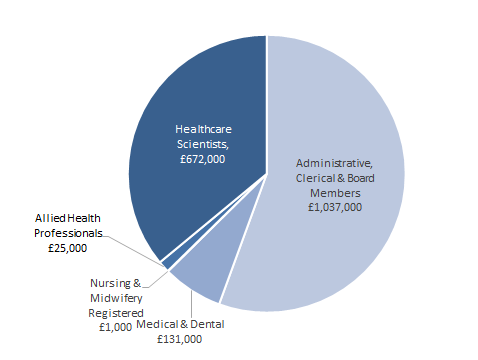 Healthcare
Scientists,
£672,000
Administrative,
Clerical & Board
Members
£1,037,000
Allied Health
Professionals
£25,000
Nursing &
Midwifery
Registered
£1,000
Medical & Dental
£131,000